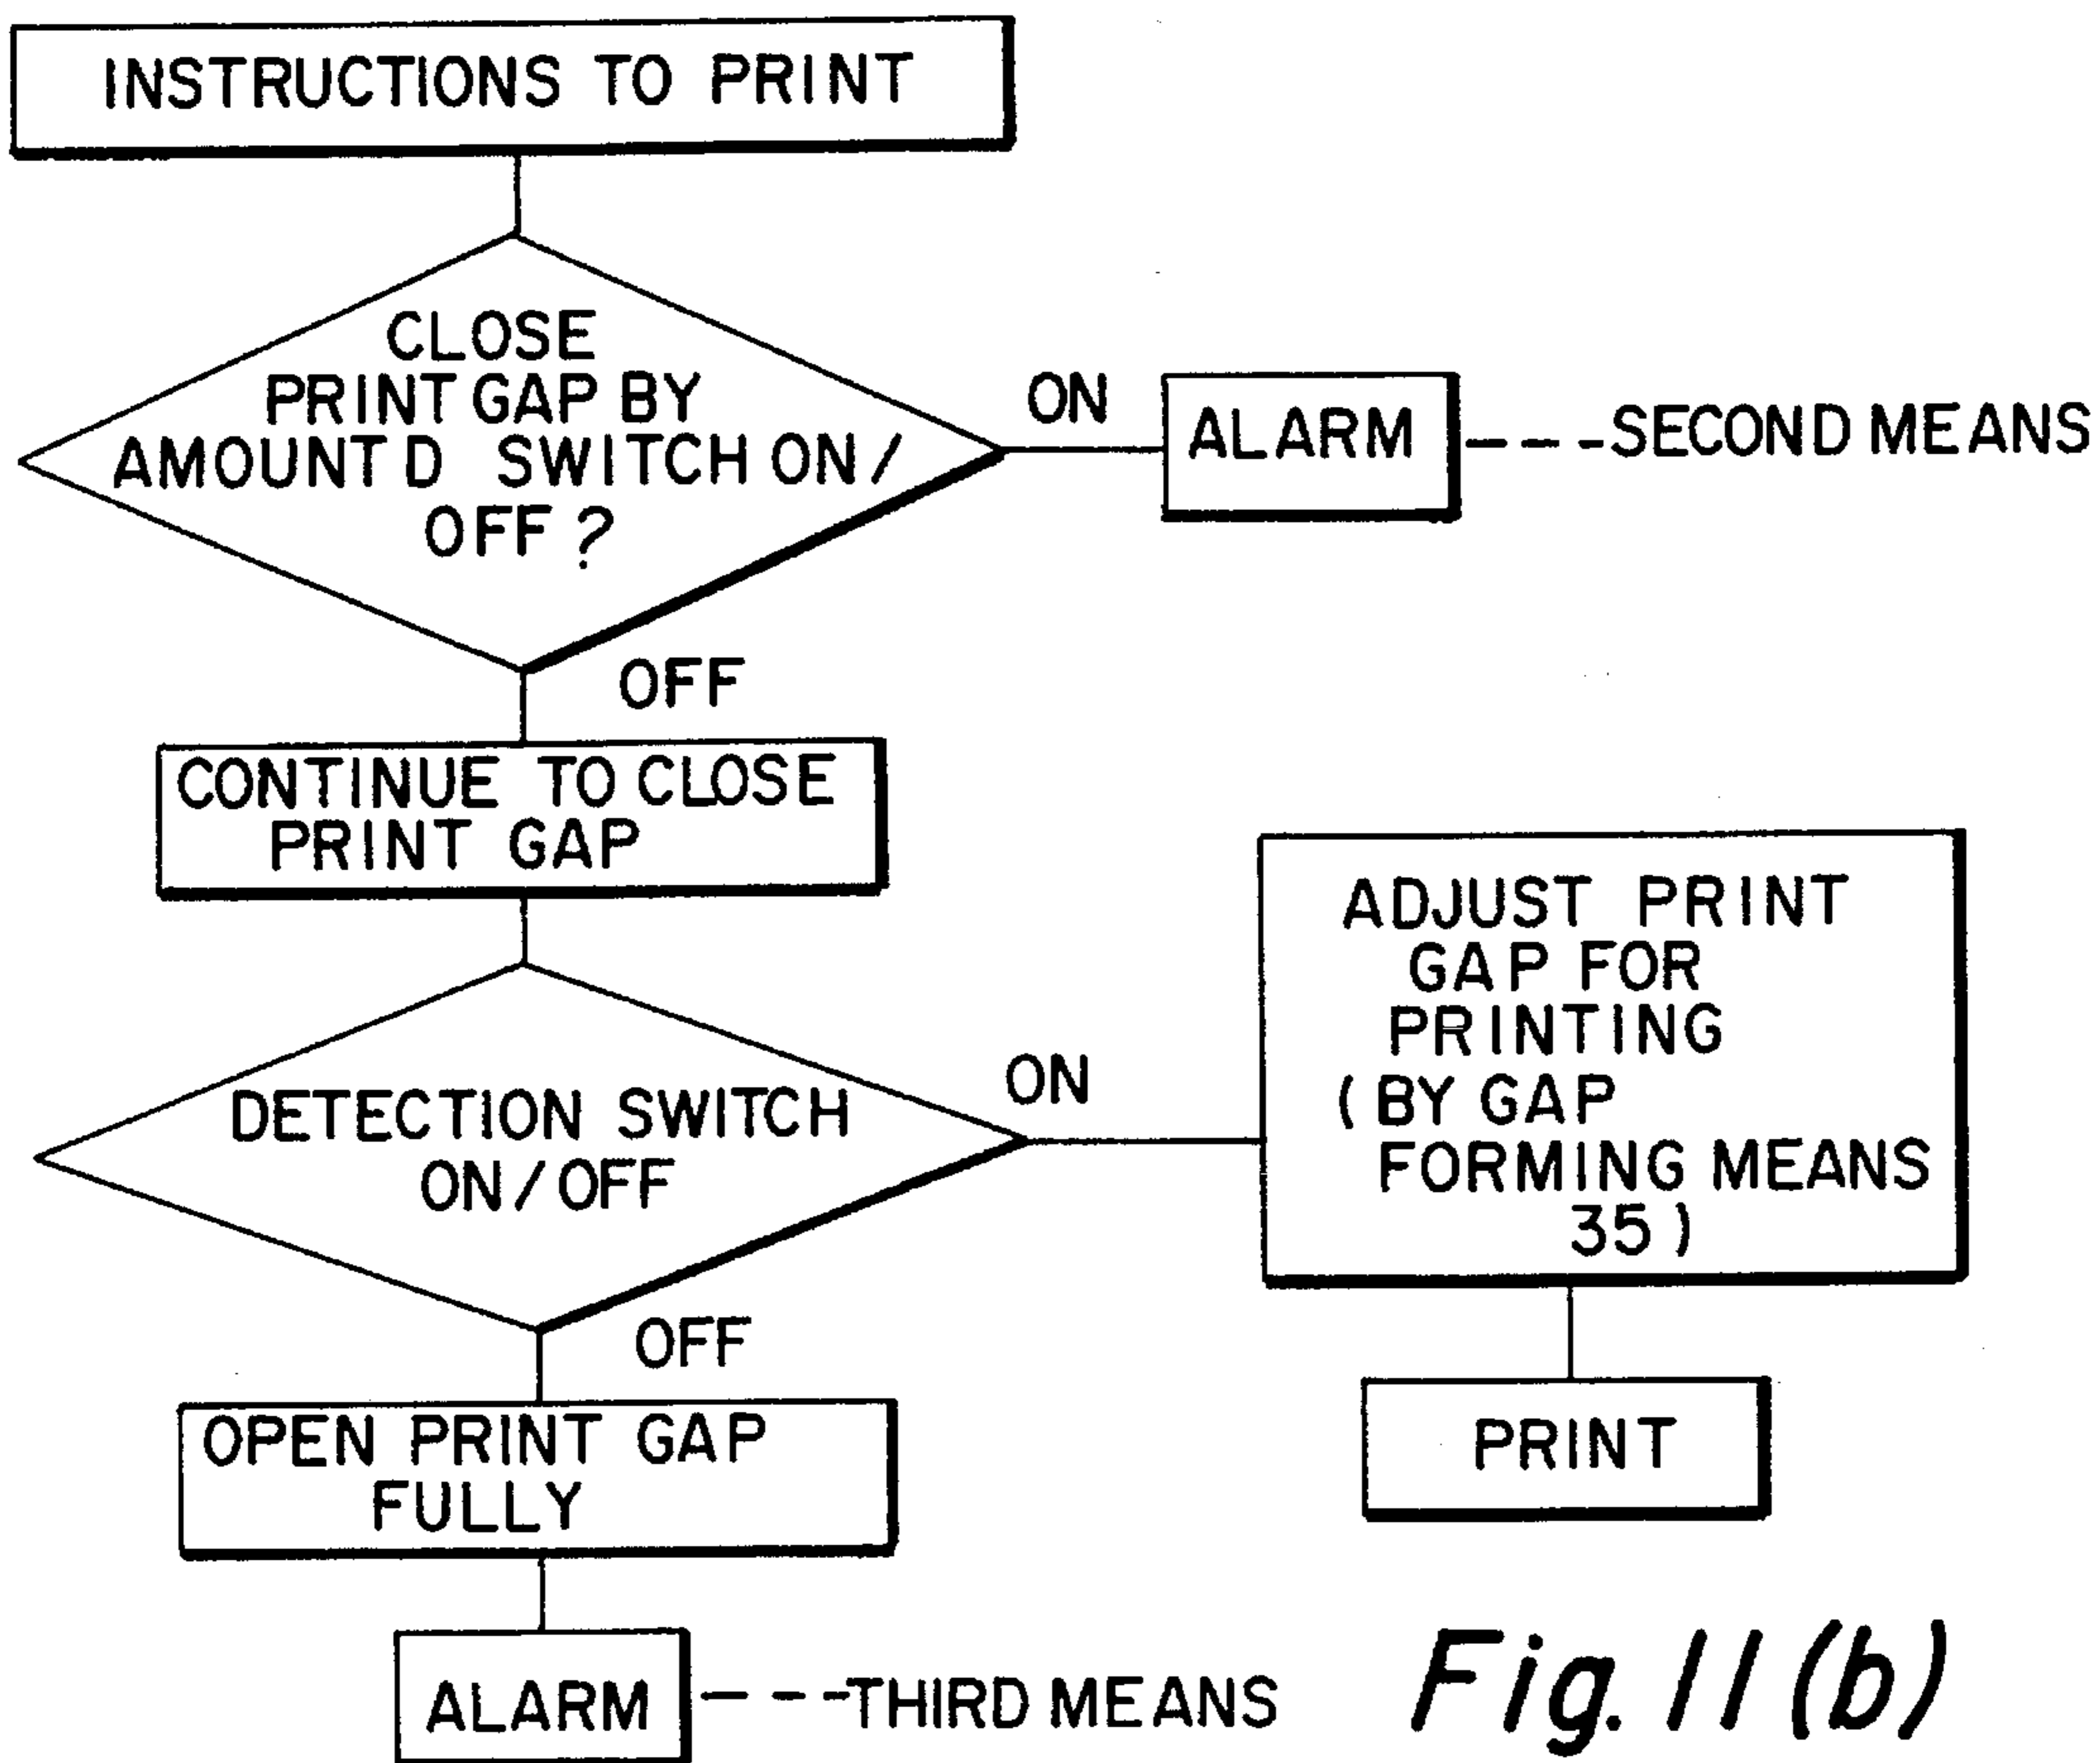 INSTRUCTIONS TO PRINT
CLOSE
PRINT GAP BY
AMOUNT D SWITCH ON /
OFF ?
ON
ALARM
SECOND MEANS
OFF
CONTINUE TO CLOSE
PRINT GAP
DETECTION SWITCH
ON / OFF
ON
ADJUST PRINT
GAP FOR
PRINTING
( BY GAP
FORMING MEANS
35 )
PRINT
OFF
OPEN PRINT GAP
FULLY
ALARM
THIRD MEANS
Fig. 11 (b)